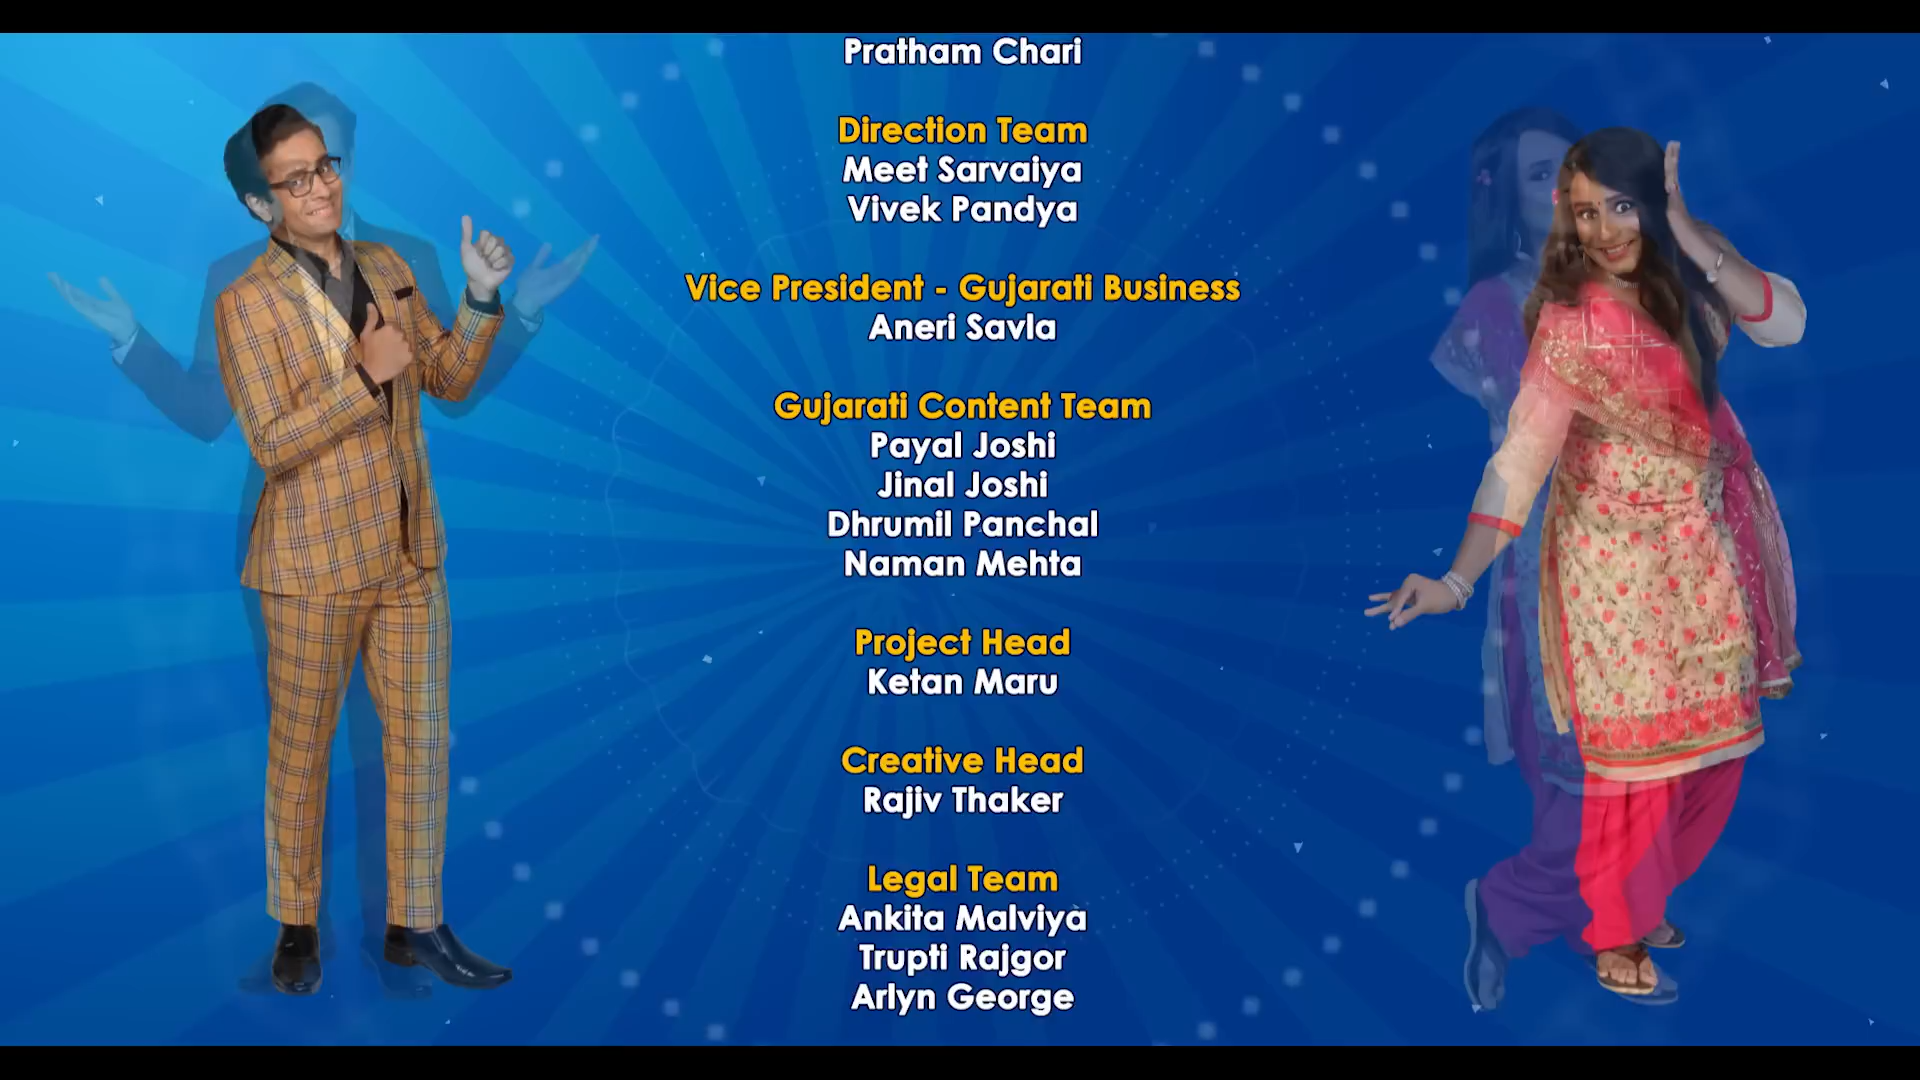 Pratham Chari
Direction Team
Meet Sarvaiya
Vivek Pandya
Vice President - Gujarati Business
Aneri Savla
Gujarati Content Team
Payal Joshi
Jinal Joshi
Dhrumil Panchal
Naman Mehta
Project Head
Ketan Maru
Creative Head
Rajiv Thaker
Legal Team
Ankita Malviya
Trupti Rajgor
Arlyn George